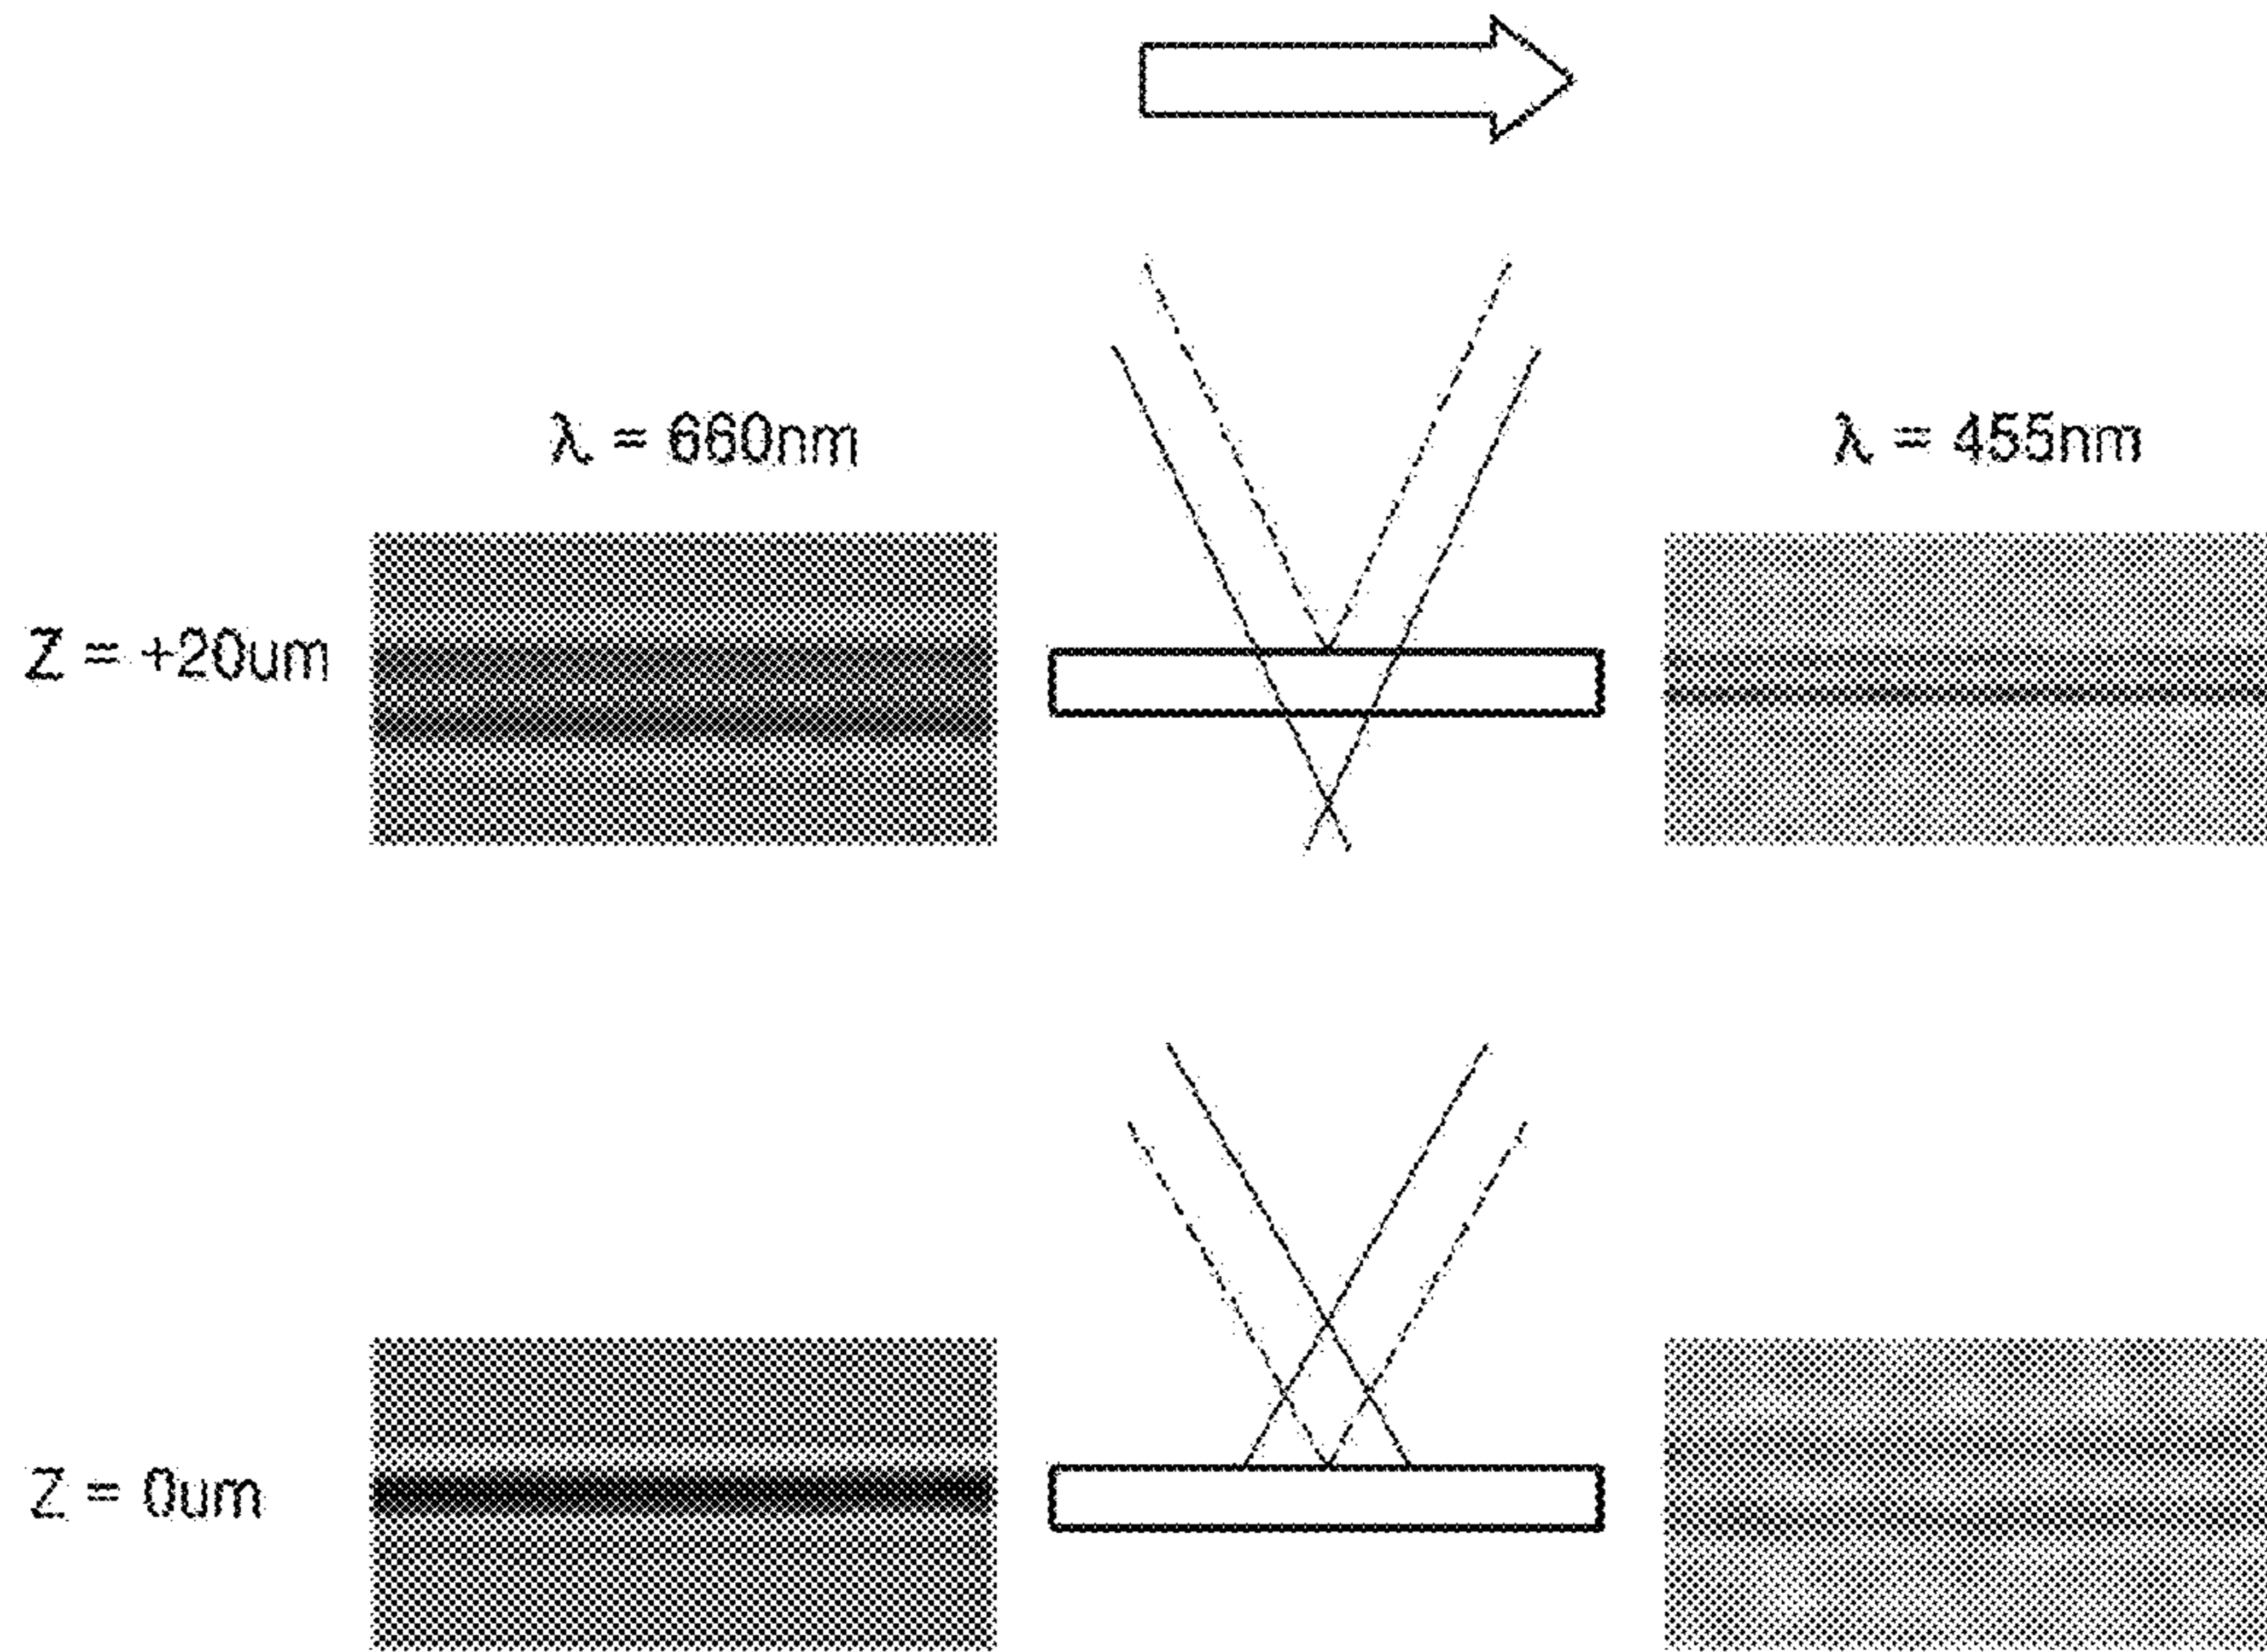 λ = 660nm
λ = 455nm
Z = +20um
Z = 0um